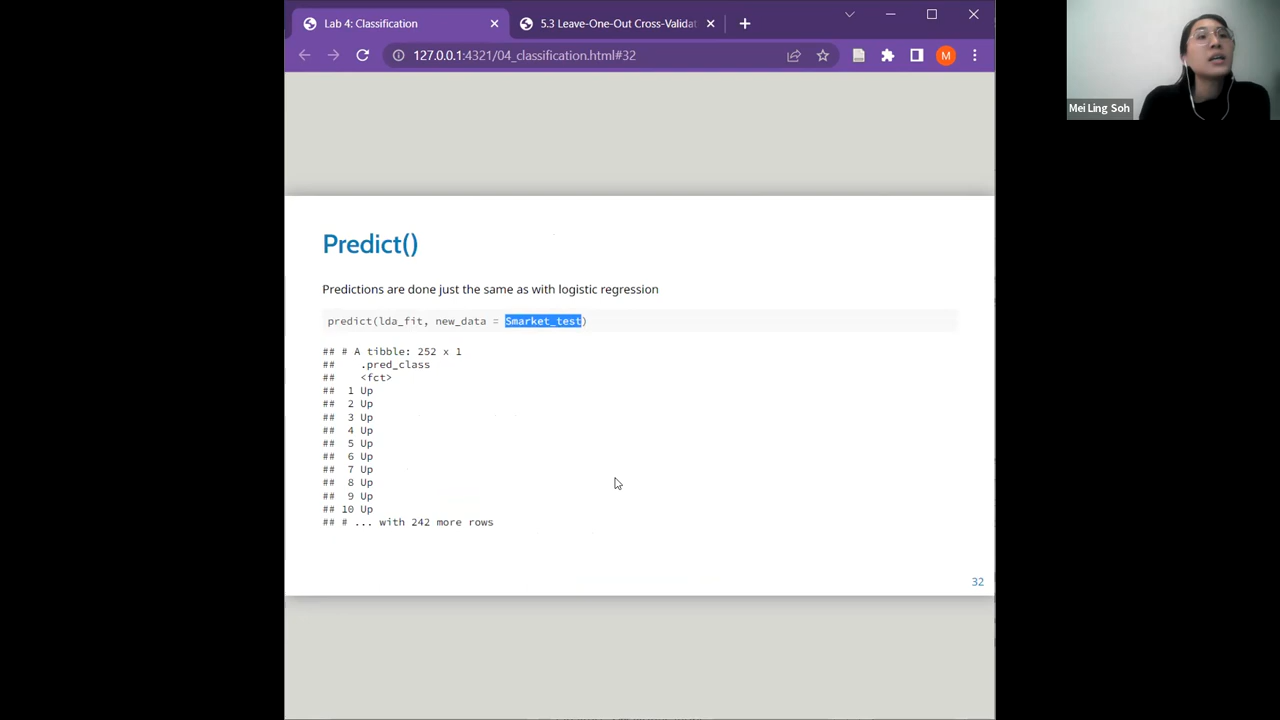 Lab 4: Classification
5.3 Leave-One-Out Cross-Validat
127.0.0.1:4321/04_classification.html#32
M
Mei Ling Soh
Predict()
Predictions are done just the same as with logistic regression
predict(lda_fit, new_data = Smarket_test)
## # A tibble: 252 x 1
##    .pred_class
##    <fct>
##  1 Up
##  2 Up
##  3 Up
##  4 Up
##  5 Up
##  6 Up
##  7 Up
##  8 Up
##  9 Up
## 10 Up
## # ... with 242 more rows
32